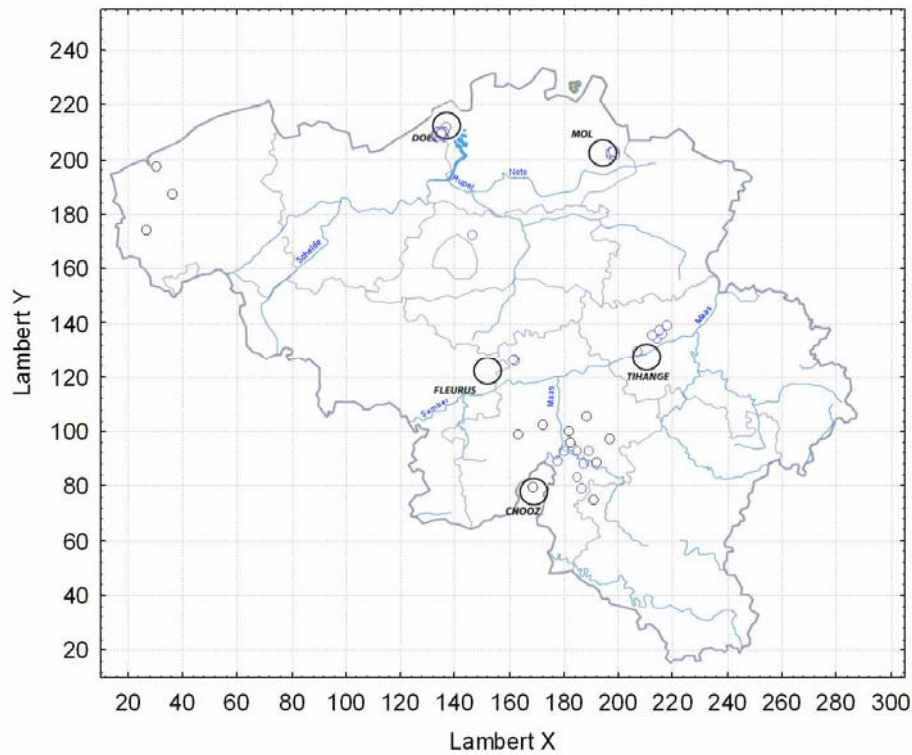 240
220
200
180
160
140
120
100
80
60
40
20
Lambert Y
DOEL
MOL
Rupel
Nete
Schelde
Maas
TIHANGE
FLEURUS
Samber
Maas
CHOOZ
20 40 60 80 100 120 140 160 180 200 220 240 260 280 300
Lambert X